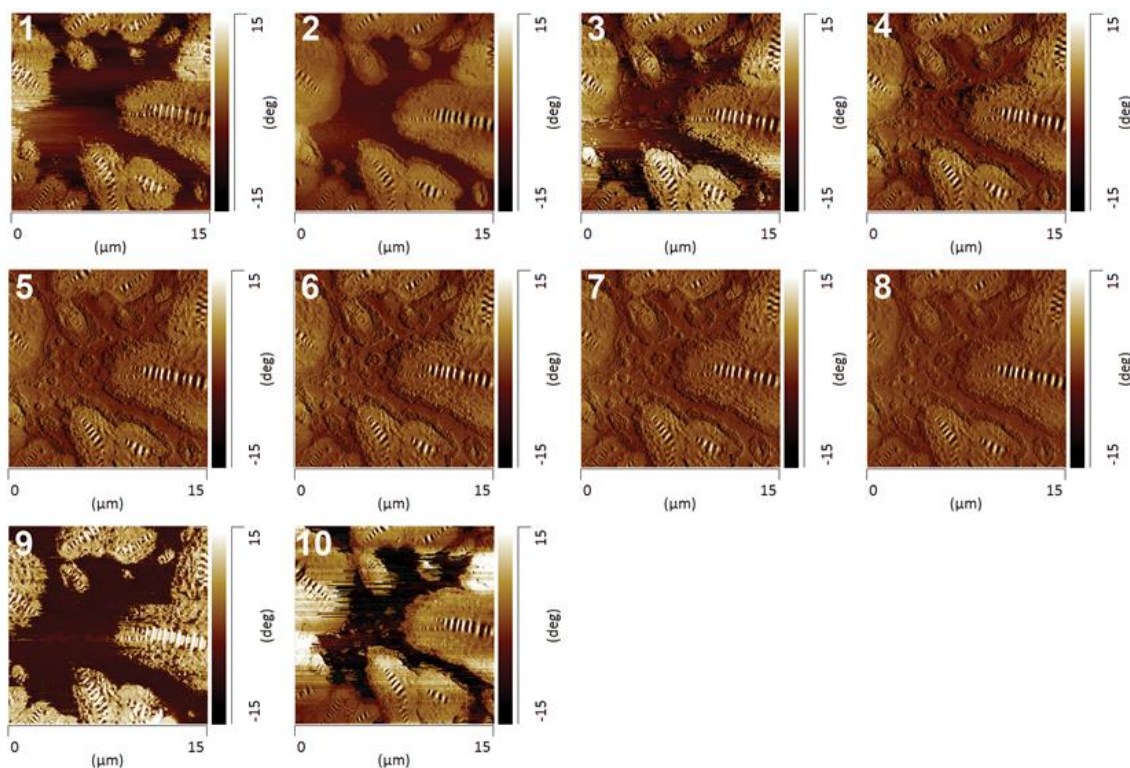 1 15 (deg) -15 0 15 (µm)
2 15 (deg) -15 0 15 (µm)
3 15 (deg) -15 0 15 (µm)
4 15 (deg) -15 0 15 (µm)
5 15 (deg) -15 0 15 (µm)
6 15 (deg) -15 0 15 (µm)
7 15 (deg) -15 0 15 (µm)
8 15 (deg) -15 0 15 (µm)
9 15 (deg) -15 0 15 (µm)
10 15 (deg) -15 0 15 (µm)